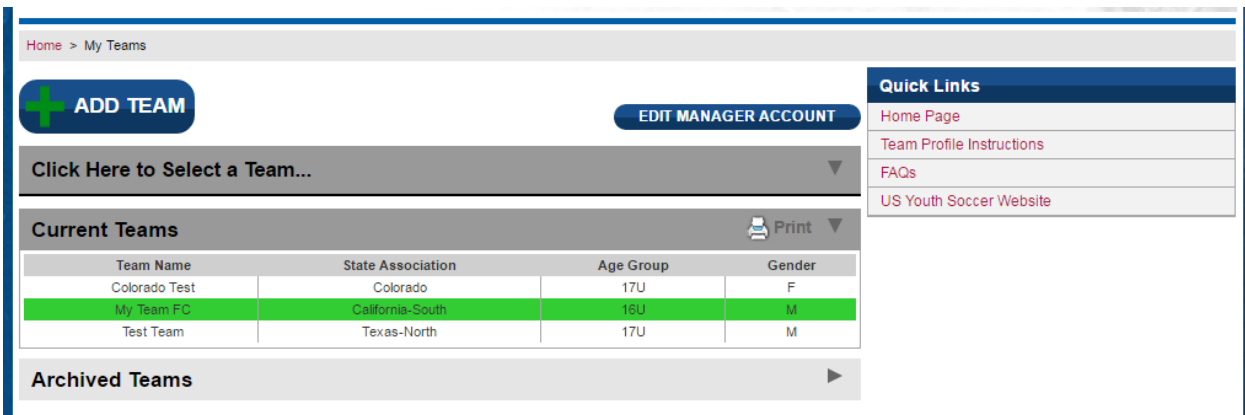 Home > My Teams
ADD TEAM
EDIT MANAGER ACCOUNT
Click Here to Select a Team...
Current Teams Print
Team Name State Association Age Group Gender
Colorado Test Colorado 17U F
My Team FC California-South 16U M
Test Team Texas-North 17U M
Archived Teams
Quick Links
Home Page
Team Profile Instructions
FAQs
US Youth Soccer Website